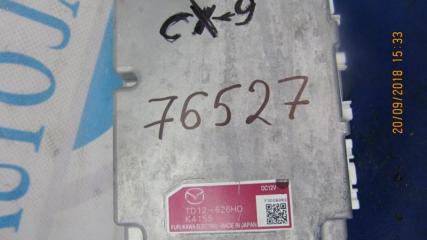 CX-9
76527
DC12V
TD12-626H0
K4155
FURUKAWA ELECTRIC MADE IN JAPAN
20/09/2018 15:33